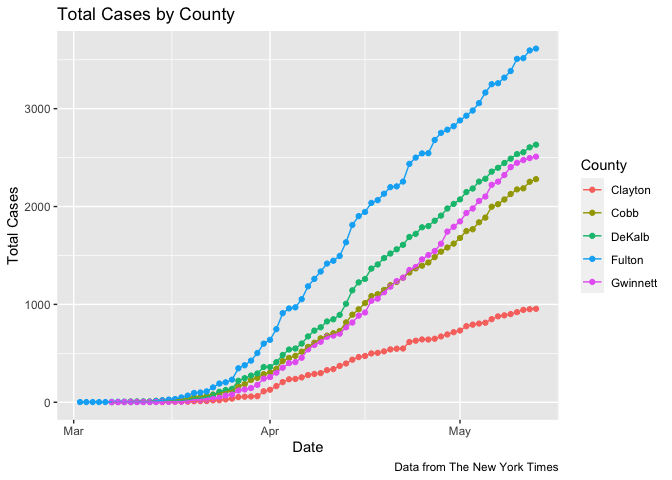 Total Cases by County
Total Cases
3000
2000
1000
0
Mar
Apr
May
Date
County
Clayton
Cobb
DeKalb
Fulton
Gwinnett
Data from The New York Times